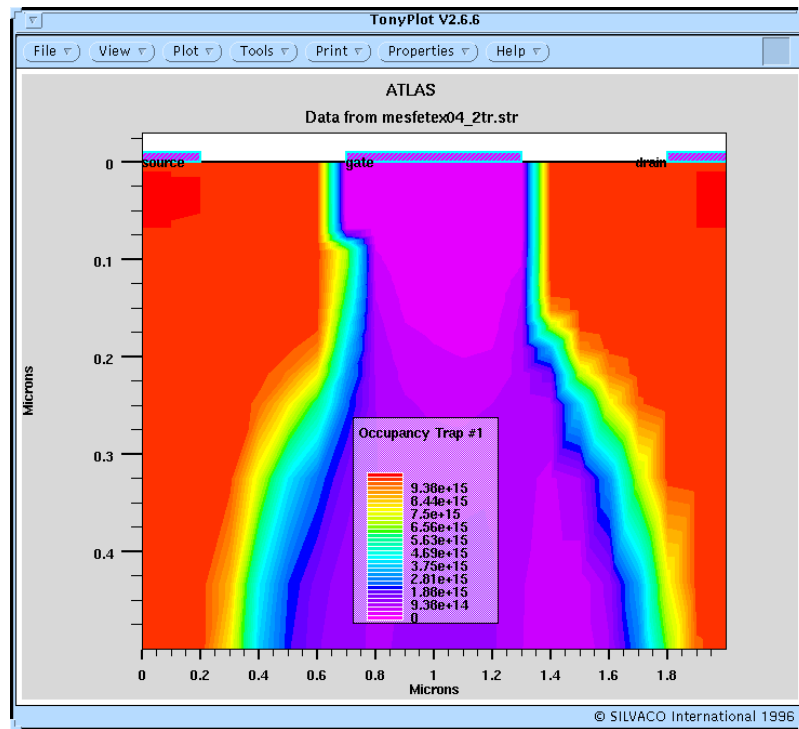 TonyPlot V2.6.6
File View Plot Tools Print Properties Help
ATLAS
Data from mesfetex04_2tr.str
source gate drain
0
0.1
0.2
0.3
0.4
Microns
Occupancy Trap #1
9.38e+15
8.44e+15
7.5e+15
6.56e+15
5.63e+15
4.69e+15
3.75e+15
2.81e+15
1.88e+15
9.38e+14
0
0 0.2 0.4 0.6 0.8 1 1.2 1.4 1.6 1.8
Microns
© SILVACO International 1996